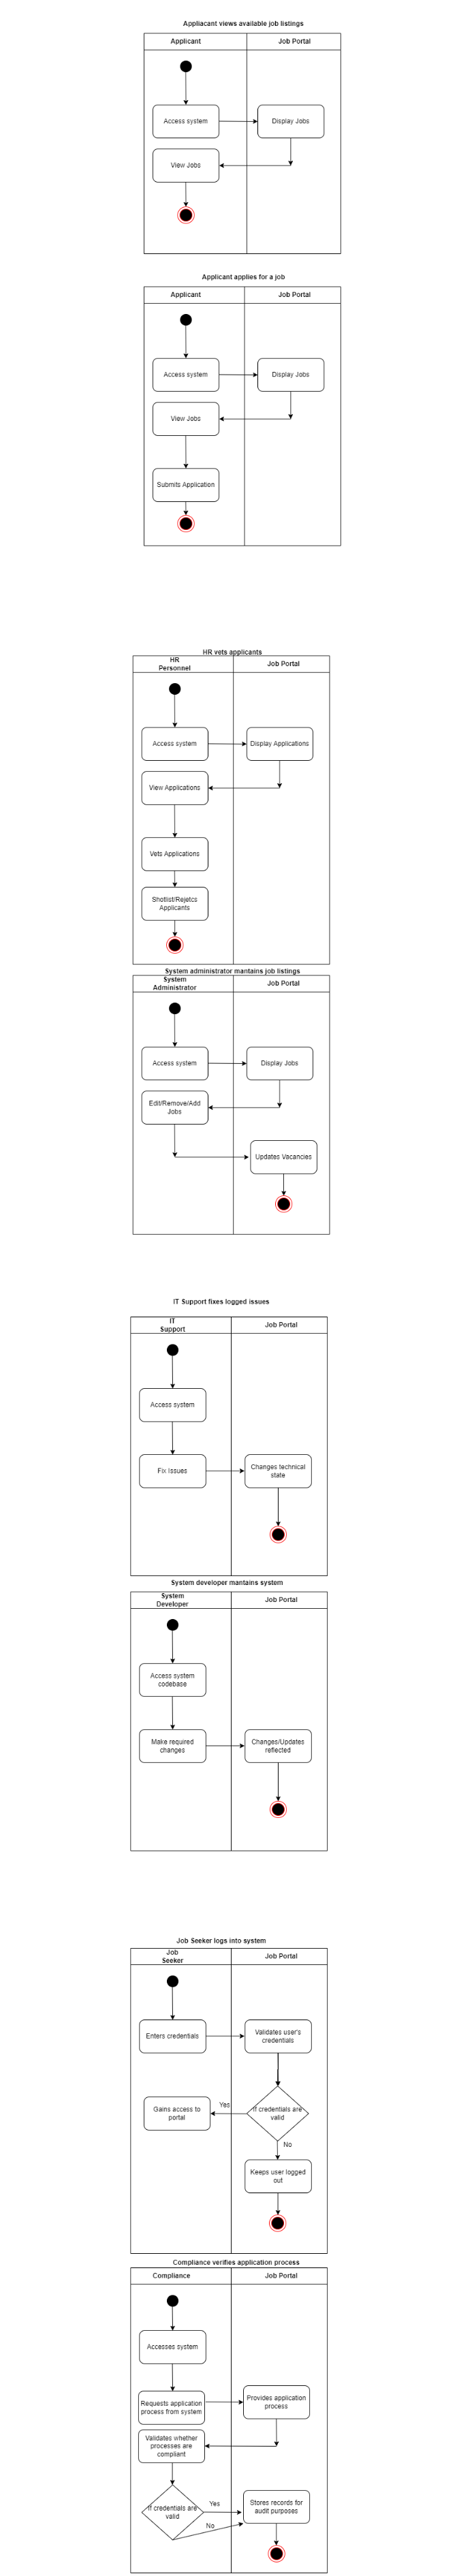 Appliacant views available job listings
Applicant
Job Portal
Access system
Display Jobs
View Jobs
Applicant applies for a job
Applicant
Job Portal
Access system
Display Jobs
View Jobs
Submits Application
HR vets applicants
HR
Personnel
Job Portal
Access system
Display Applications
View Applications
Vets Applications
Shotlist/Rejetcs
Applicants
System administrator mantains job listings
System
Administrator
Job Portal
Access system
Display Jobs
Edit/Remove/Add
Jobs
Updates Vacancies
IT Support fixes logged issues
IT
Support
Job Portal
Access system
Fix Issues
Changes technical
state
System developer mantains system
System
Developer
Job Portal
Access system
codebase
Make required
changes
Changes/Updates
reflected
Job Seeker logs into system
Job
Seeker
Job Portal
Enters credentials
Validates user's
credentials
Gains access to
portal
Yes
If credentials are
valid
No
Keeps user logged
out
Compliance verifies application process
Compliance
Job Portal
Accesses system
Requests application
process from system
Provides application
process
Validates whether
processes are
compliant
If credentials are
valid
Yes
No
Stores records for
audit purposes